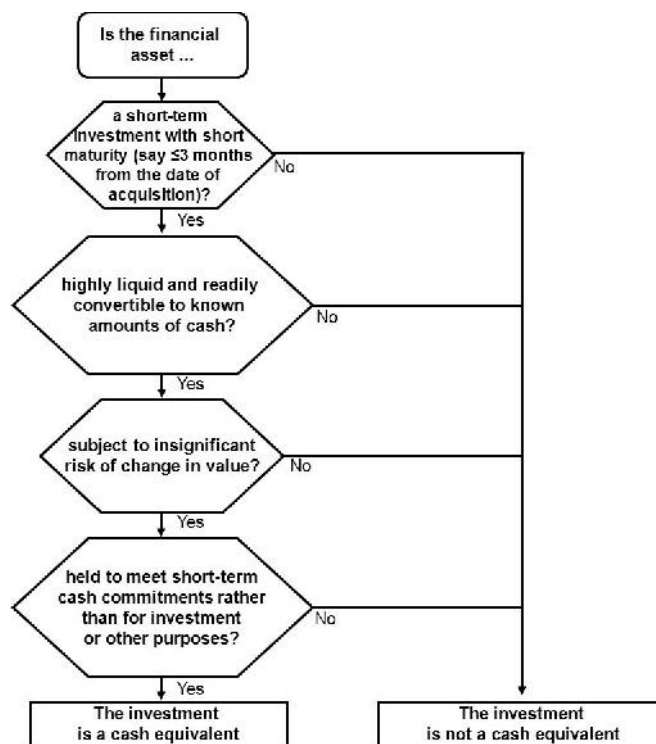 Is the financial
asset ...
a short-term
investment with short
maturity (say ≤3 months
from the date of
acquisition)?
No
Yes
highly liquid and readily
convertible to known
amounts of cash?
No
Yes
subject to insignificant
risk of change in value?
No
Yes
held to meet short-term
cash commitments rather
than for investment
or other purposes?
No
Yes
The investment
is a cash equivalent
The investment
is not a cash equivalent